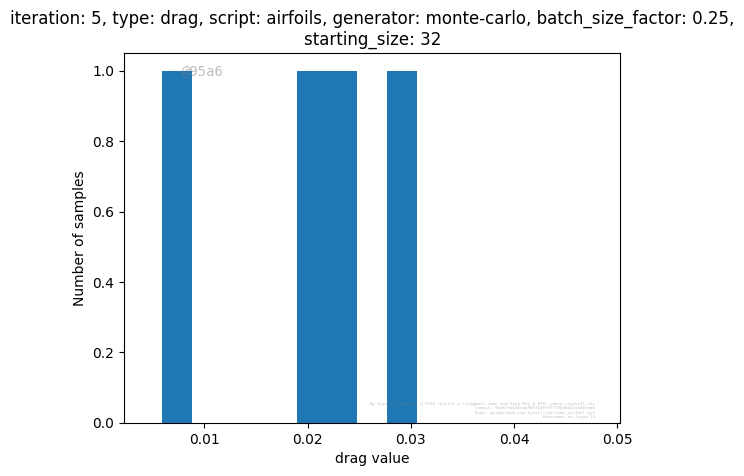 iteration: 5, type: drag, script: airfoils, generator: monte-carlo, batch_size_factor: 0.25,
starting_size: 32
@95a6
1.0
0.8
0.6
0.4
0.2
0.0
Number of samples
0.01
0.02
0.03
0.04
0.05
drag value